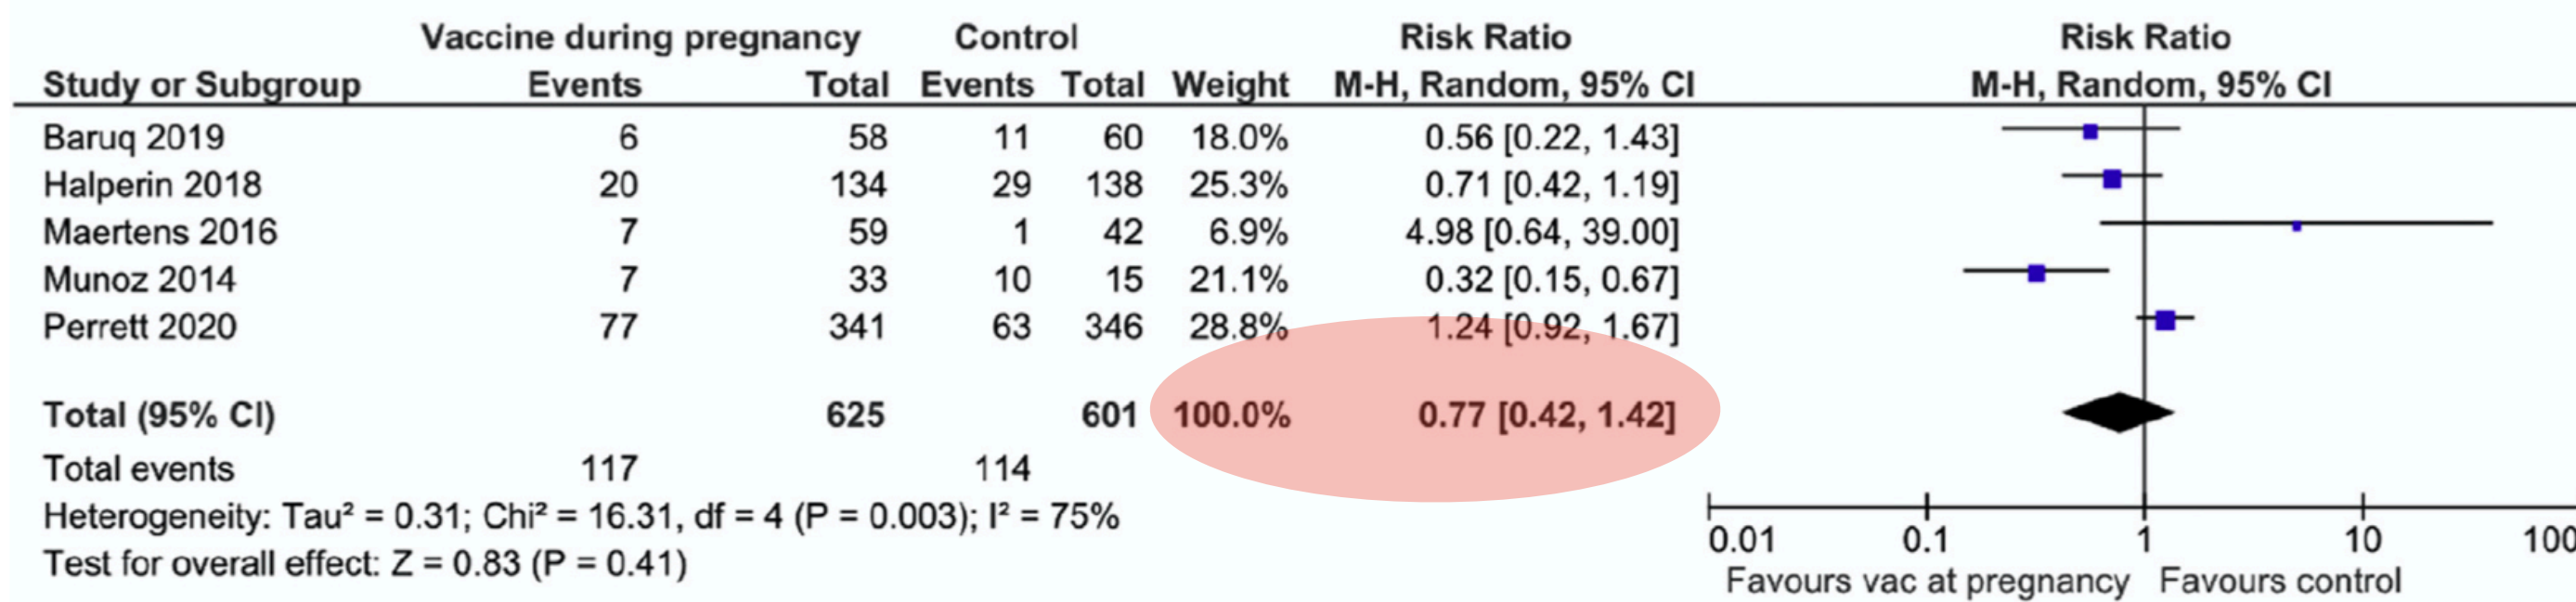 Vaccine during pregnancy Control Risk Ratio Risk Ratio
Study or Subgroup Events Total Events Total Weight M-H, Random, 95% CI M-H, Random, 95% CI
Baruq 2019 6 58 11 60 18.0% 0.56 [0.22, 1.43]
Halperin 2018 20 134 29 138 25.3% 0.71 [0.42, 1.19]
Maertens 2016 7 59 1 42 6.9% 4.98 [0.64, 39.00]
Munoz 2014 7 33 10 15 21.1% 0.32 [0.15, 0.67]
Perrett 2020 77 341 63 346 28.8% 1.24 [0.92, 1.67]
Total (95% CI) 625 601 100.0% 0.77 [0.42, 1.42]
Total events 117 114
Heterogeneity: Tau² = 0.31; Chi² = 16.31, df = 4 (P = 0.003); I² = 75%
Test for overall effect: Z = 0.83 (P = 0.41)
0.01 0.1 1 10 100
Favours vac at pregnancy Favours control